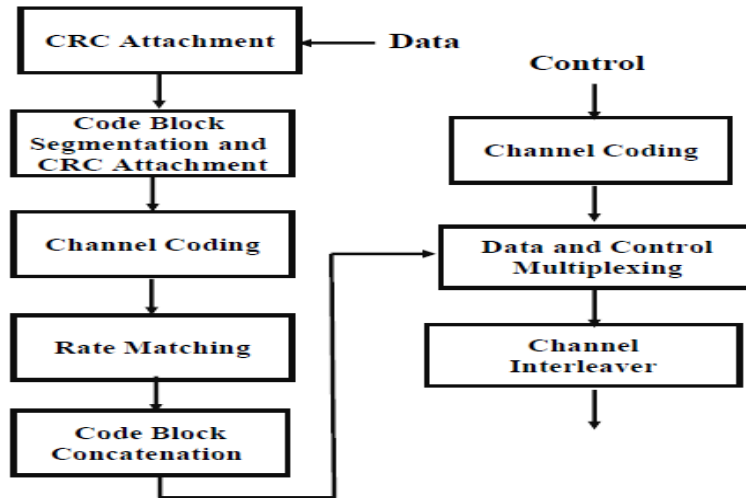 CRC Attachment
Data
Code Block
Segmentation and
CRC Attachment
Channel Coding
Rate Matching
Code Block
Concatenation
Control
Channel Coding
Data and Control
Multiplexing
Channel
Interleaver